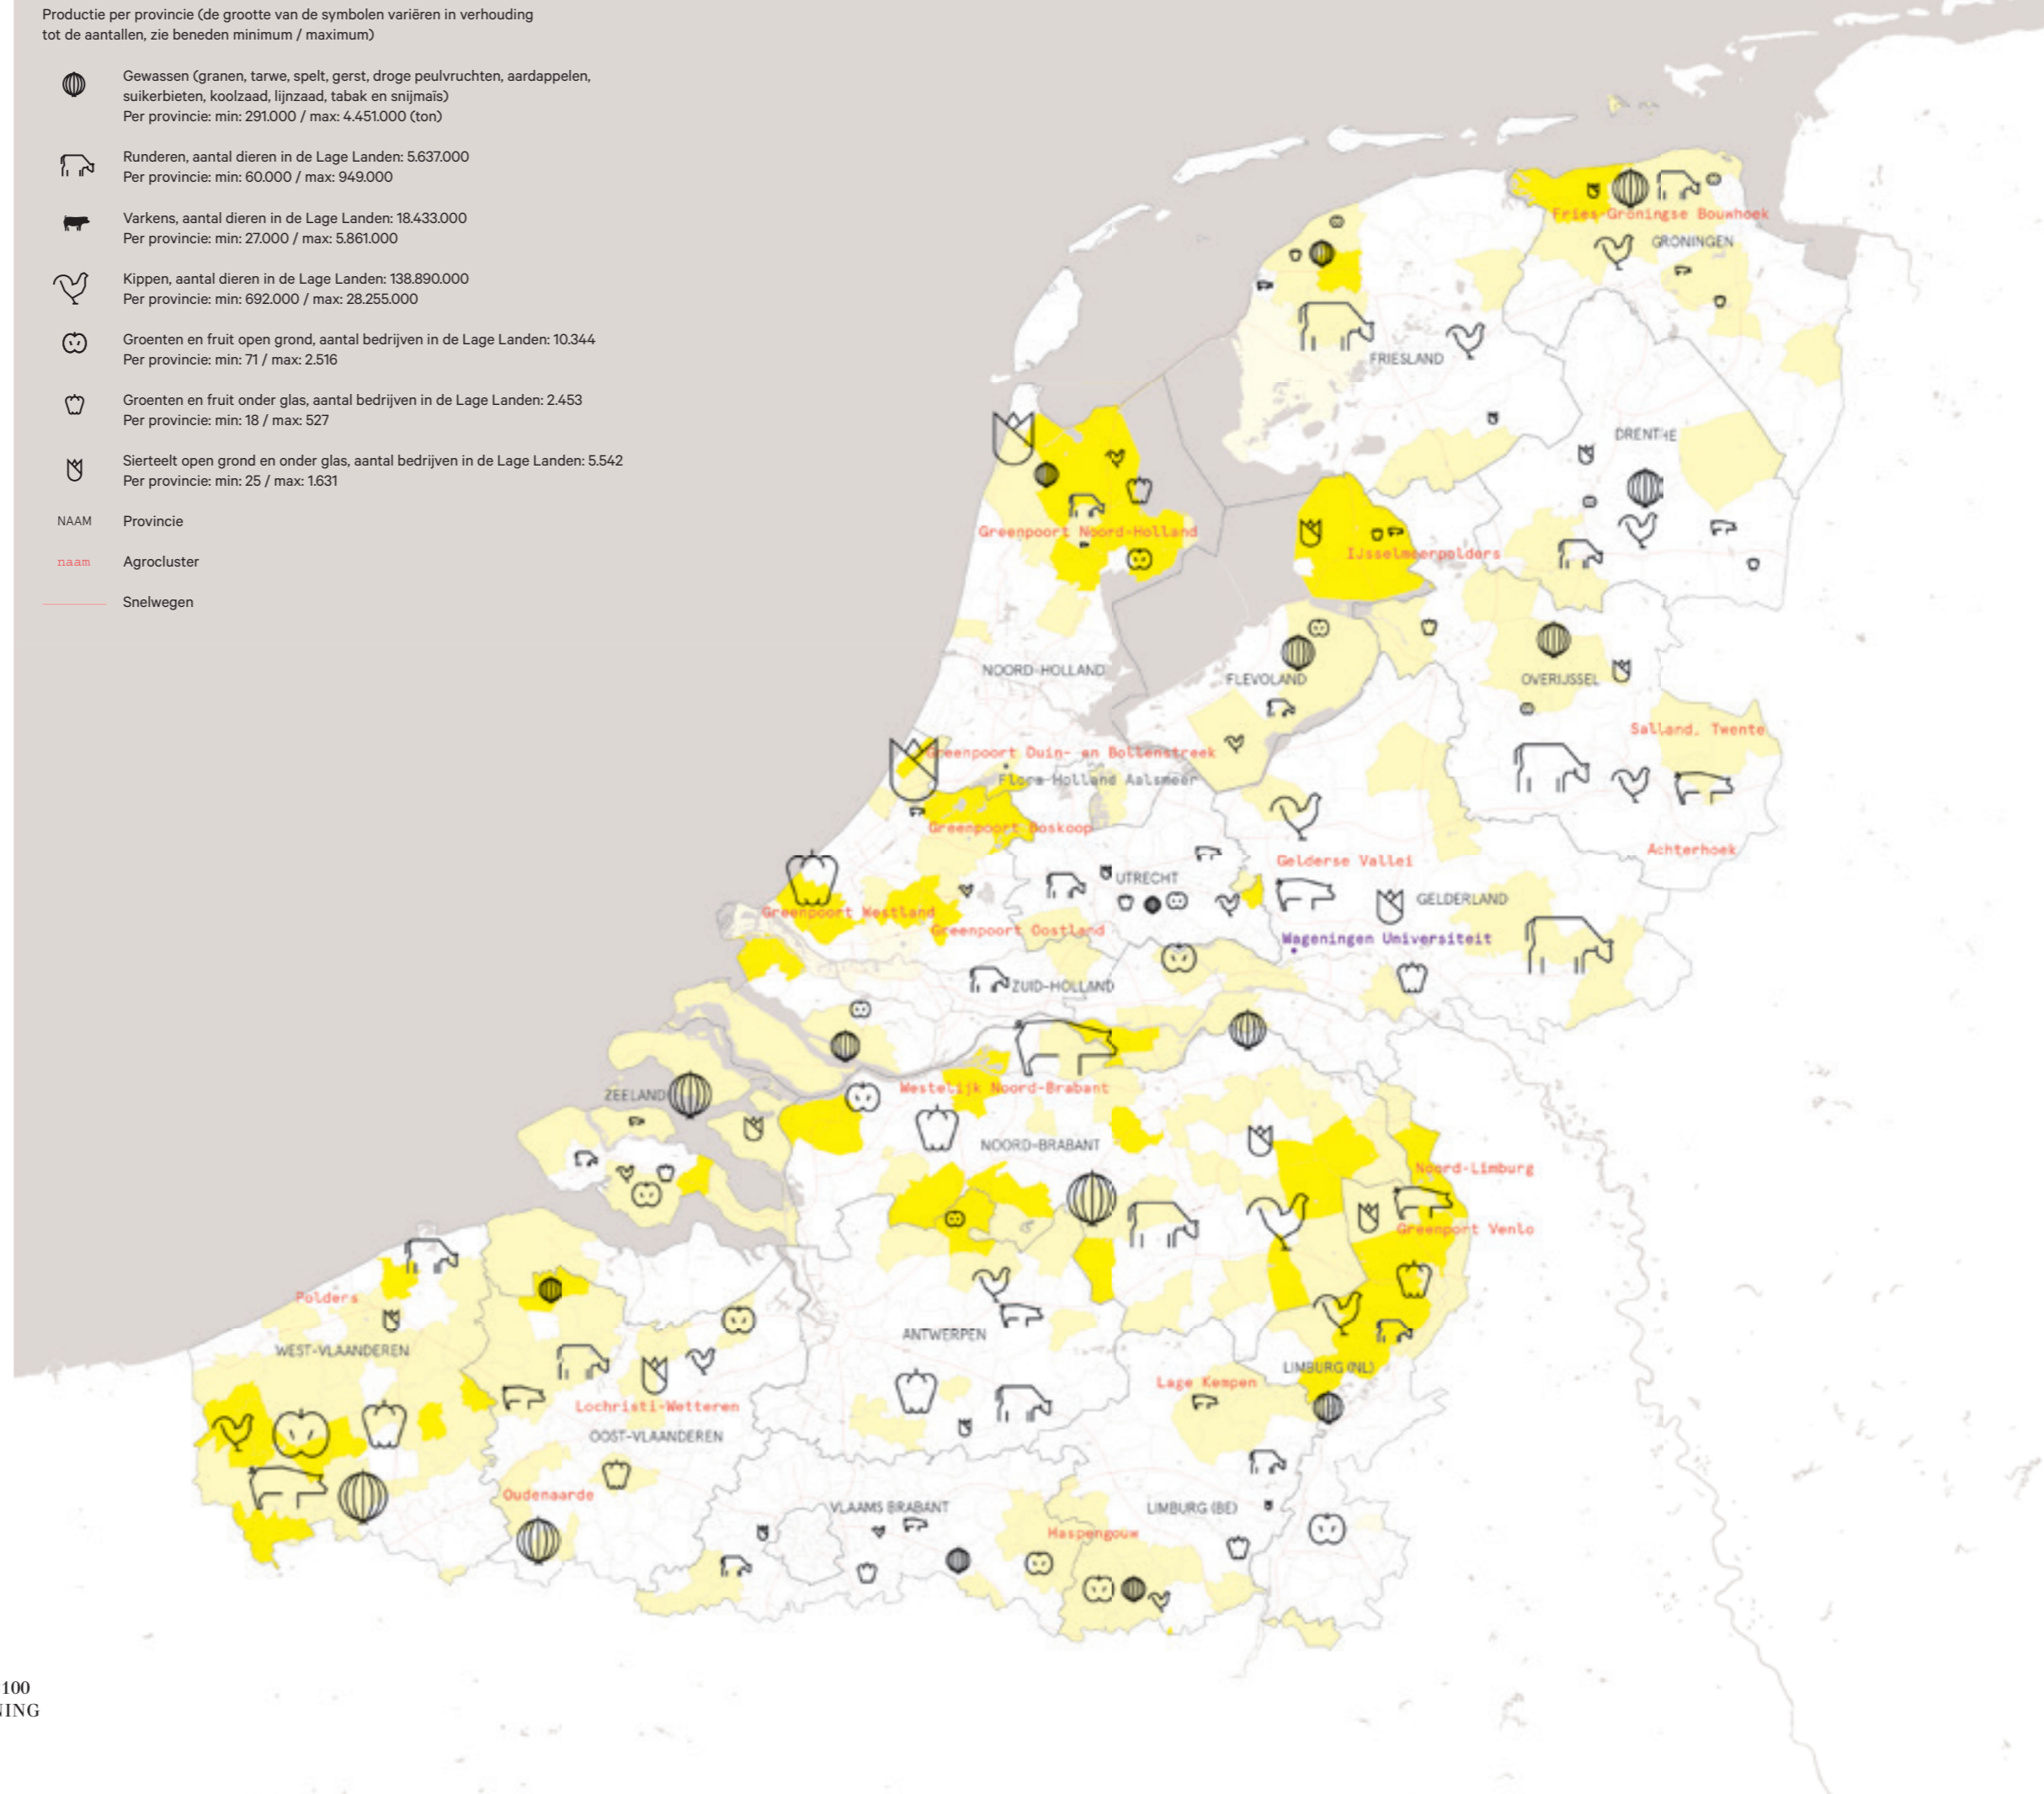 Productie per provincie (de grootte van de symbolen variëren in verhouding
tot de aantallen, zie beneden minimum / maximum)
Gewassen (granen, tarwe, spelt, gerst, droge peulvruchten, aardappelen,
suikerbieten, koolzaad, lijnzaad, tabak en snijmaïs)
Per provincie: min: 291.000 / max: 4.451.000 (ton)
Runderen, aantal dieren in de Lage Landen: 5.637.000
Per provincie: min: 60.000 / max: 949.000
Varkens, aantal dieren in de Lage Landen: 18.433.000
Per provincie: min: 27.000 / max: 5.861.000
Kippen, aantal dieren in de Lage Landen: 138.890.000
Per provincie: min: 692.000 / max: 28.255.000
Groenten en fruit open grond, aantal bedrijven in de Lage Landen: 10.344
Per provincie: min: 71 / max: 2.516
Groenten en fruit onder glas, aantal bedrijven in de Lage Landen: 2.453
Per provincie: min: 18 / max: 527
Sierteelt open grond en onder glas, aantal bedrijven in de Lage Landen: 5.542
Per provincie: min: 25 / max: 1.631
NAAM Provincie
naam Agrocluster
Snelwegen
Fries-Groningse Bouwhoek
GRONINGEN
FRIESLAND
DRENTHE
Greenpoort Noord-Holland
IJsselmeerpolders
NOORD-HOLLAND
FLEVOLAND
OVERIJSSEL
Salland, Twente
Greenpoort Duin- en Bollenstreek
Flora Holland Aalsmeer
Greenpoort Boskoop
Achterhoek
Gelderse Vallei
UTRECHT
GELDERLAND
Greenpoort Westland
Greenpoort Oostland
Wageningen Universiteit
ZUID-HOLLAND
Westelijk Noord-Brabant
ZEELAND
NOORD-BRABANT
Noord-Limburg
Greenport Venlo
Polders
ANTWERPEN
WEST-VLAANDEREN
LIMBURG (NL)
Lage Kempen
Lochristi-Wetteren
OOST-VLAANDEREN
Oudenaarde
VLAAMS BRABANT
LIMBURG (BE)
Haspengouw
100
NING